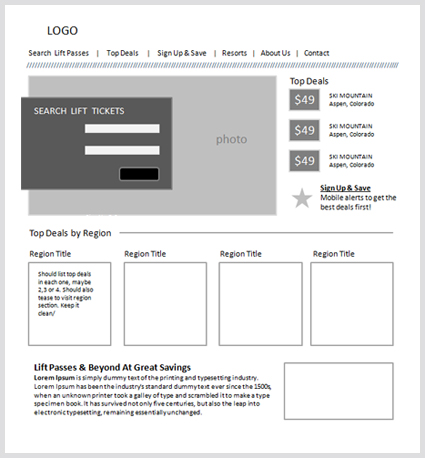 LOGO
Search Lift Passes | Top Deals | Sign Up & Save | Resorts | About Us | Contact
SEARCH LIFT TICKETS
photo
Top Deals
$49
SKI MOUNTAIN
Aspen, Colorado
$49
SKI MOUNTAIN
Aspen, Colorado
$49
SKI MOUNTAIN
Aspen, Colorado
Sign Up & Save
Mobile alerts to get the
best deals first!
Top Deals by Region
Region Title
Region Title
Region Title
Region Title
Should list top deals
in each one, maybe
2,3 or 4. Should also
tease to visit region
section. Keep it
clean/
Lift Passes & Beyond At Great Savings
Lorem Ipsum is simply dummy text of the printing and typesetting industry.
Lorem Ipsum has been the industry's standard dummy text ever since the 1500s,
when an unknown printer took a galley of type and scrambled it to make a type
specimen book. It has survived not only five centuries, but also the leap into
electronic typesetting, remaining essentially unchanged.